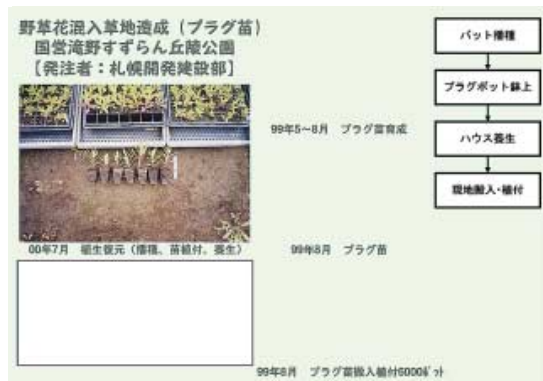 野草花混入草地造成（プラグ苗）
国営滝野すずらん丘陵公園
【発注者：札幌開発建設部】
バット播種
プラグポット鉢上
ハウス養生
現地搬入・植付
99年5～8月　プラグ苗育成
00年7月　植生復元（播種、苗植付、養生）
99年8月　プラグ苗
99年8月　プラグ苗搬入植付6000ﾎﾟｯﾄ